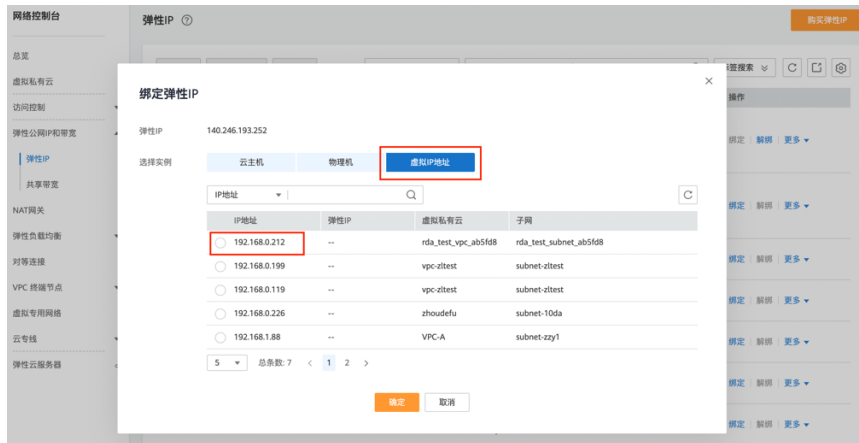 网络控制台
弹性IP
购买弹性IP
总览
虚拟私有云
访问控制
弹性公网IP和带宽
弹性IP
共享带宽
NAT网关
弹性负载均衡
对等连接
VPC 终端节点
虚拟专用网络
云专线
弹性云服务器
签搜索
操作
绑定 解绑 更多
绑定 解绑 更多
绑定 解绑 更多
绑定 解绑 更多
绑定 解绑 更多
绑定 解绑 更多
绑定 解绑 更多
绑定弹性IP
弹性IP 140.246.193.252
选择实例 云主机 物理机 虚拟IP地址
IP地址
IP地址 弹性IP 虚拟私有云 子网
192.168.0.212 -- rda_test_vpc_ab5fd8 rda_test_subnet_ab5fd8
192.168.0.199 -- vpc-zltest subnet-zltest
192.168.0.119 -- vpc-zltest subnet-zltest
192.168.0.226 -- zhoudefu subnet-10da
192.168.1.88 -- VPC-A subnet-zzy1
5 总条数: 7 < 1 2 >
确定 取消